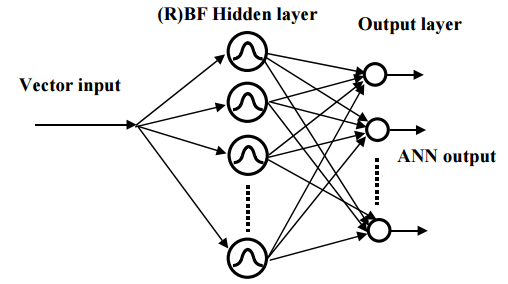 (R)BF Hidden layer
Output layer
Vector input
ANN output